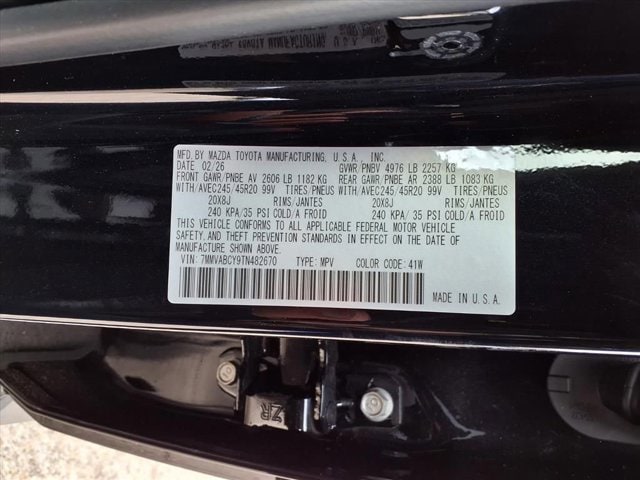 MFD. BY MAZDA TOYOTA MANUFACTURING, U.S.A., INC.
DATE 02/26 GVWR/PNBV 4976 LB 2257 KG
FRONT GAWR/PNBE AV 2606 LB 1182 KG REAR GAWR/PNBE AR 2388 LB 1083 KG
WITH/AVEC245/45R20 99V TIRES/PNEUS WITH/AVEC245/45R20 99V TIRES/PNEUS
20X8J RIMS/JANTES 20X8J RIMS/JANTES
240 KPA/35 PSI COLD/A FROID 240 KPA/ 35 PSI COLD/A FROID
THIS VEHICLE CONFORMS TO ALL APPLICABLE FEDERAL MOTOR VEHICLE
SAFETY, AND THEFT PREVENTION STANDARDS IN EFFECT ON THE DATE OF
MANUFACTURE SHOWN ABOVE.
VIN: 7MMVABCY9TN482670 TYPE: MPV COLOR CODE: 41W
MADE IN U.S.A.
ZR